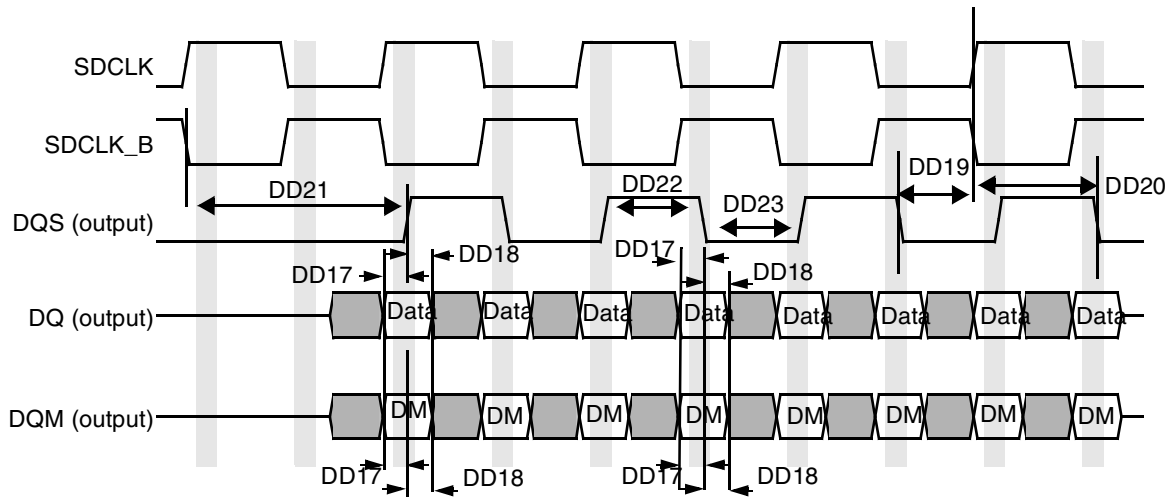 SDCLK
SDCLK_B
DD21
DD22
DD23
DD19
DD20
DQS (output)
DD17
DD18
DD17
DD18
DQ (output)
Data
Data
Data
Data
Data
Data
Data
Data
DQM (output)
DM
DM
DM
DM
DM
DM
DM
DM
DD17
DD18
DD17
DD18